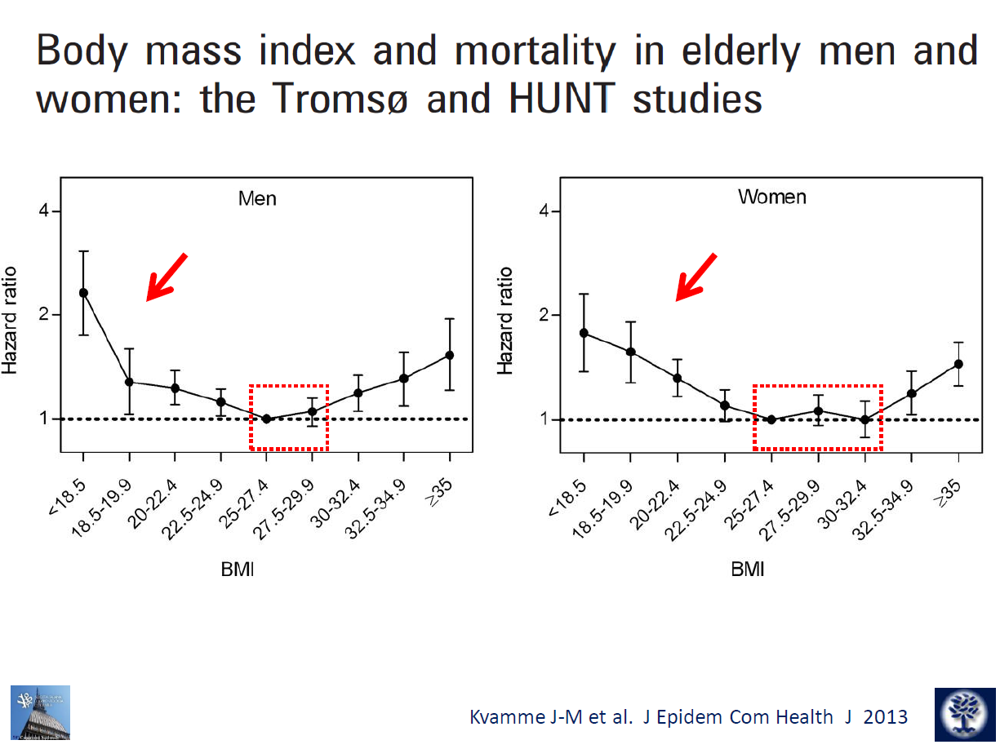 Body mass index and mortality in elderly men and
women: the Tromsø and HUNT studies
Men
4
2
1
Hazard ratio
<18.5
18.5-19.9
20-22.4
22.5-24.9
25-27.4
27.5-29.9
30-32.4
32.5-34.9
≥35
BMI
Women
4
2
1
Hazard ratio
<18.5
18.5-19.9
20-22.4
22.5-24.9
25-27.4
27.5-29.9
30-32.4
32.5-34.9
≥35
BMI
Kvamme J-M et al. J Epidem Com Health J 2013